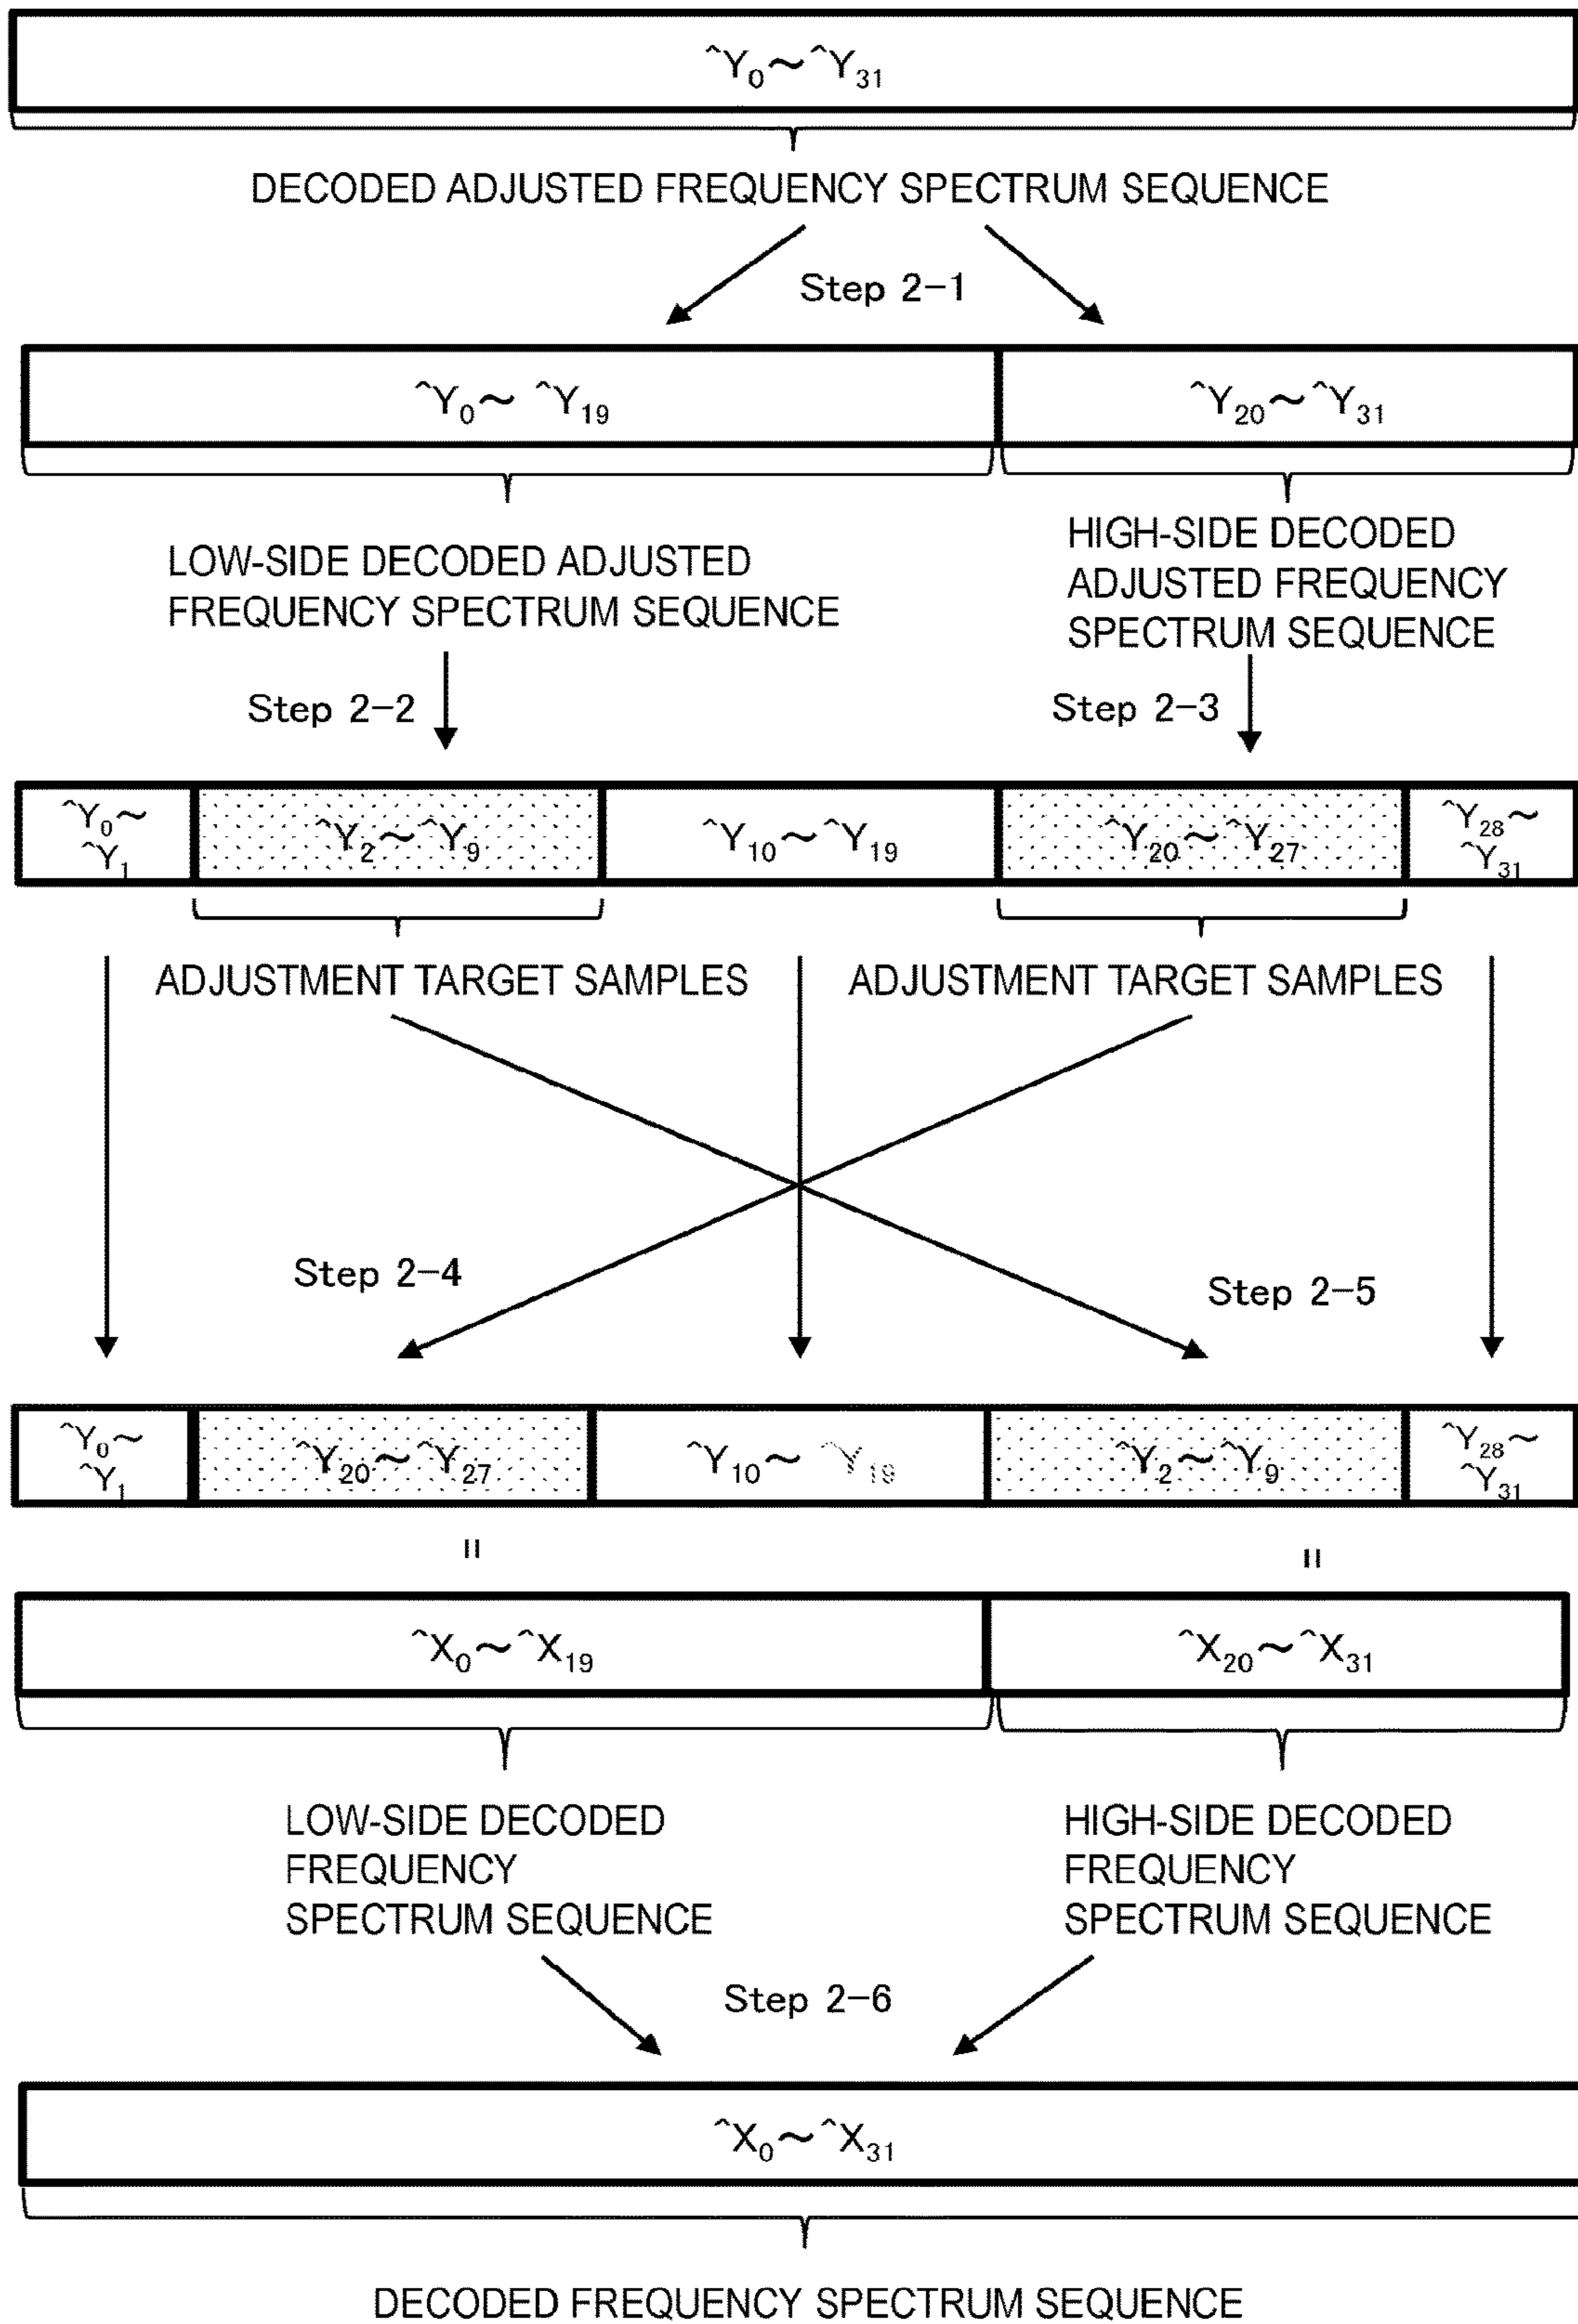 ^Y0～^Y31
DECODED ADJUSTED FREQUENCY SPECTRUM SEQUENCE
Step 2-1
^Y0～ ^Y19
^Y20～^Y31
LOW-SIDE DECODED ADJUSTED
FREQUENCY SPECTRUM SEQUENCE
HIGH-SIDE DECODED
ADJUSTED FREQUENCY
SPECTRUM SEQUENCE
Step 2-2
Step 2-3
^Y0～
^Y1
^Y2～^Y9
^Y10～^Y19
^Y20～^Y27
^Y28～
^Y31
ADJUSTMENT TARGET SAMPLES
ADJUSTMENT TARGET SAMPLES
Step 2-4
Step 2-5
^Y0～
^Y1
^Y20～^Y27
^Y10～ ^Y19
^Y2～^Y9
^Y28～
^Y31
=
=
^X0～^X19
^X20～^X31
LOW-SIDE DECODED
FREQUENCY
SPECTRUM SEQUENCE
HIGH-SIDE DECODED
FREQUENCY
SPECTRUM SEQUENCE
Step 2-6
^X0～^X31
DECODED FREQUENCY SPECTRUM SEQUENCE